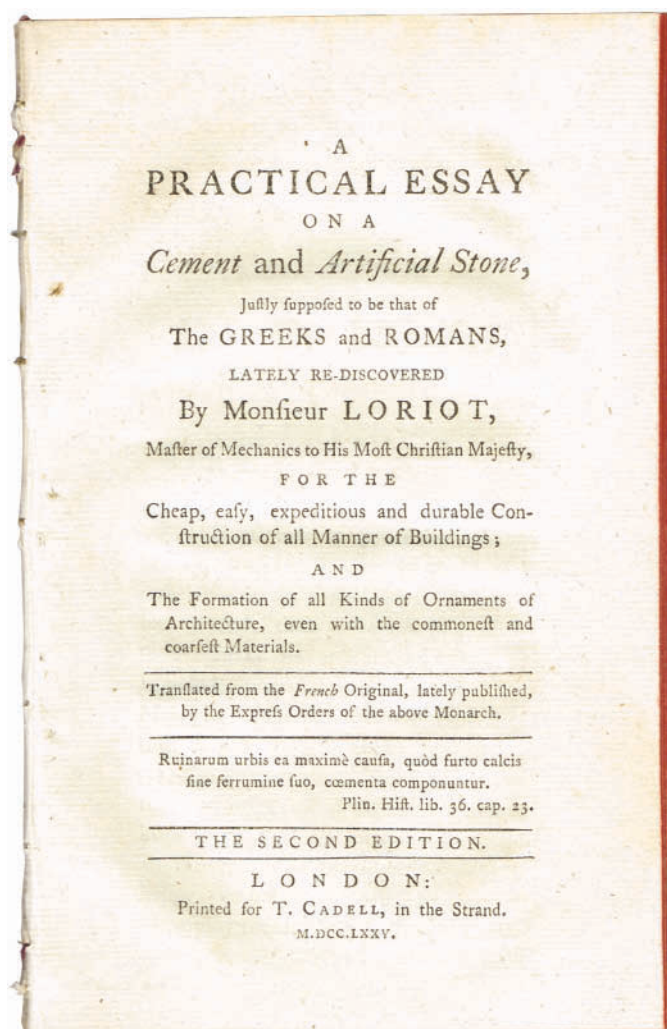 A
PRACTICAL ESSAY
ON A
Cement and Artificial Stone,
Juſtly ſuppoſed to be that of
The GREEKS and ROMANS,
LATELY RE-DISCOVERED
By Monſieur LORIOT,
Maſter of Mechanics to His Moſt Chriſtian Majeſty,
FOR THE
Cheap, eaſy, expeditious and durable Con-
ſtruction of all Manner of Buildings;
AND
The Formation of all Kinds of Ornaments of
Architecture, even with the commoneſt and
coarſeſt Materials.
Tranſlated from the French Original, lately publiſhed,
by the Expreſs Orders of the above Monarch.
Ruinarum urbis ea maximè cauſa, quòd furto calcis
ſine ferrumine ſuo, cœmenta componuntur.
Plin. Hiſt. lib. 36. cap. 23.
THE SECOND EDITION.
LONDON:
Printed for T. CADELL, in the Strand.
M.DCC.LXXV.